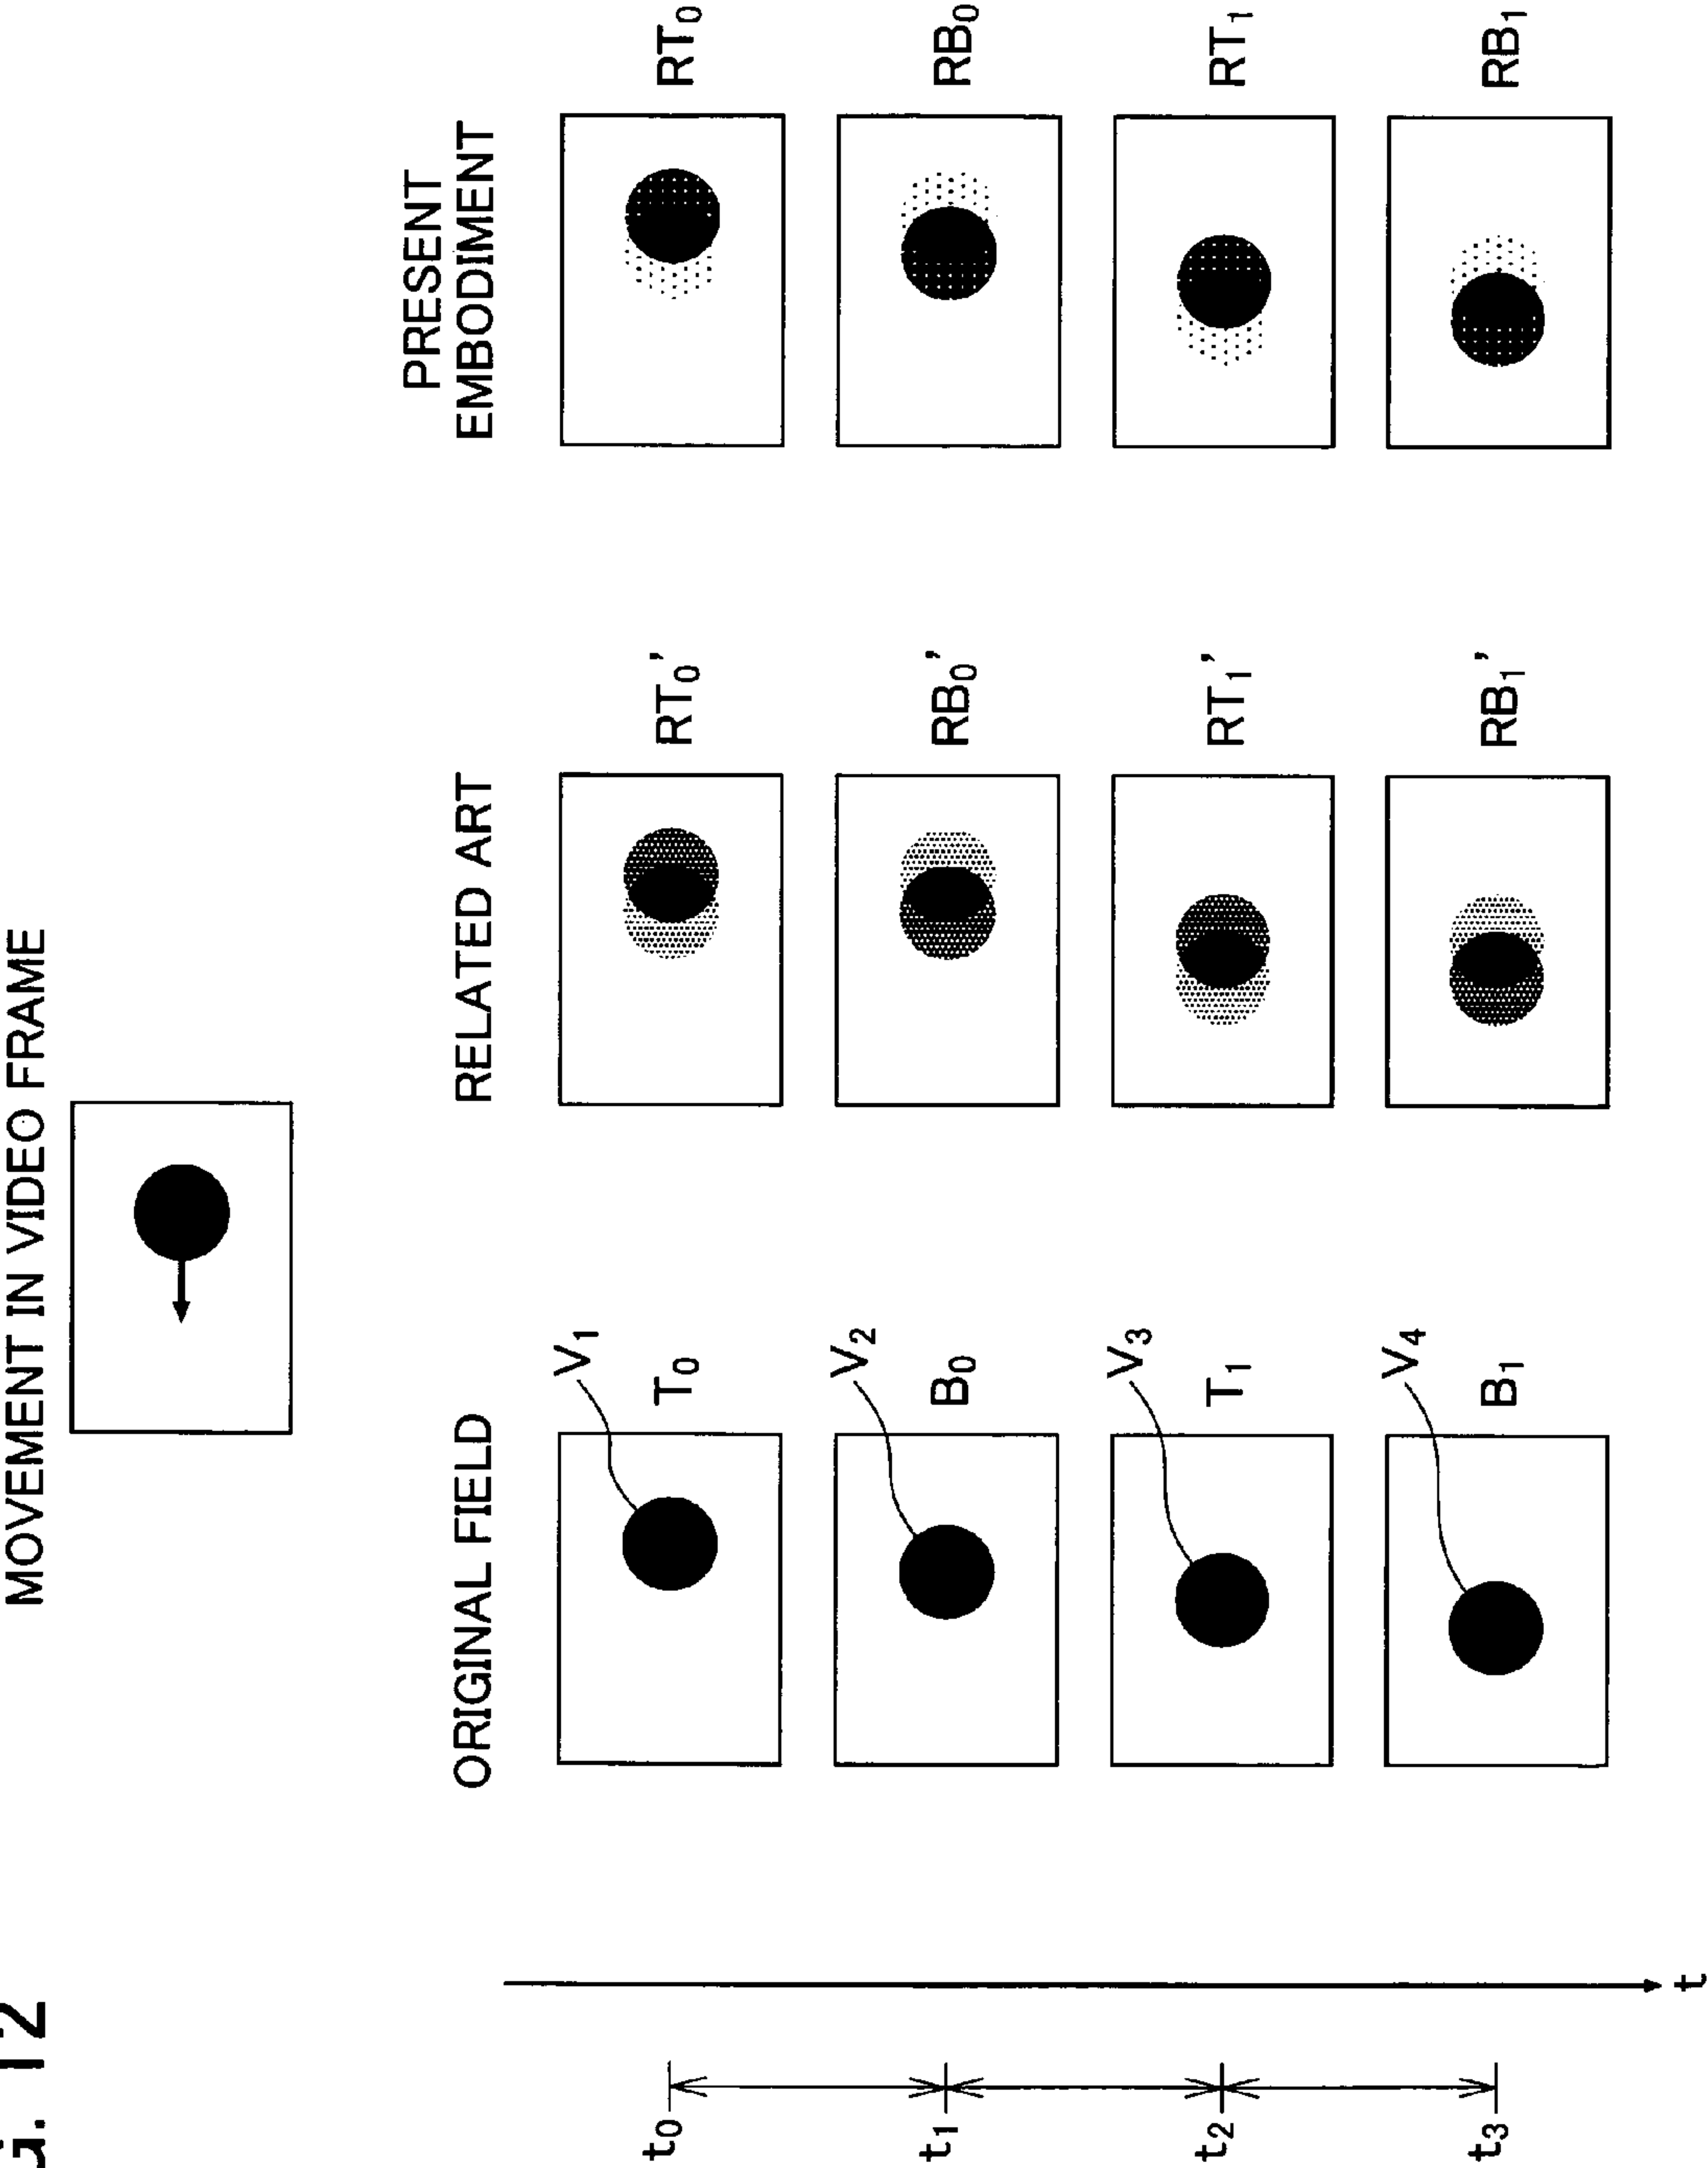 G. 12
MOVEMENT IN VIDEO FRAME
ORIGINAL FIELD
RELATED ART
PRESENT
EMBODIMENT
V₁
t₀
T₀
RT₀'
RT₀
V₂
t₁
B₀
RB₀'
RB₀
V₃
t₂
T₁
RT₁'
RT₁
V₄
t₃
B₁
RB₁'
RB₁
t